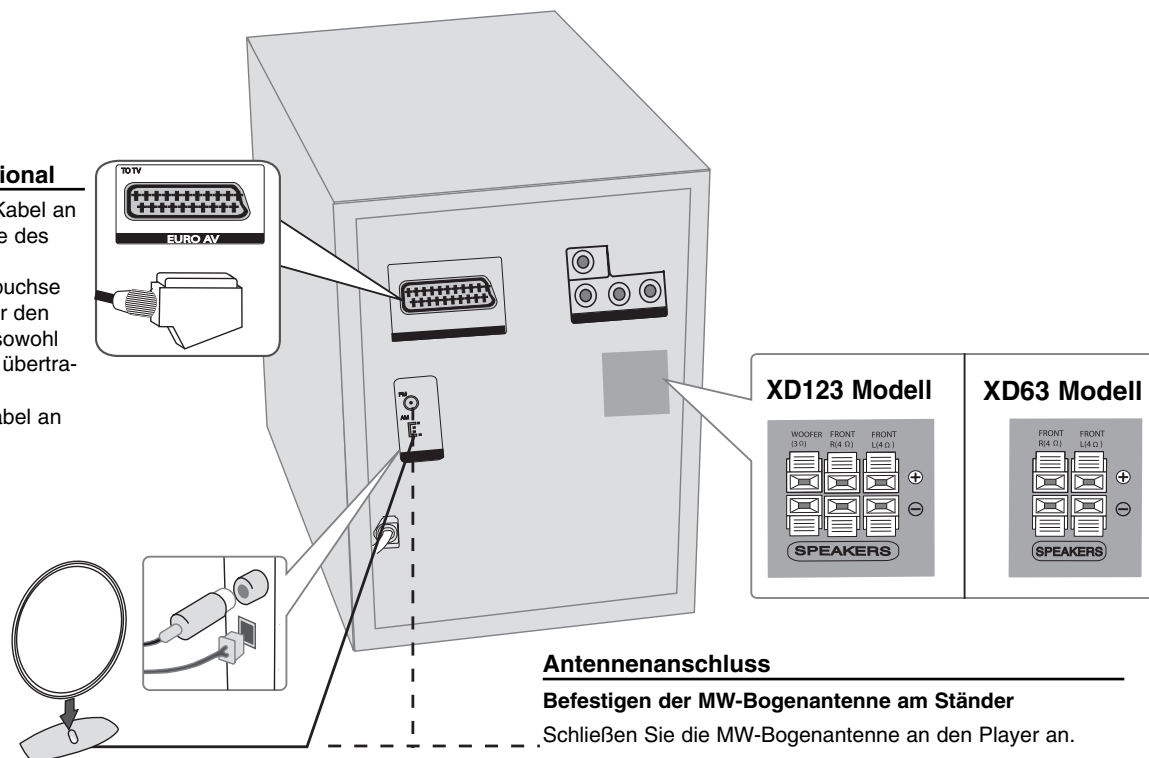 tional
Kabel an
e des
buchse
r den
sowohl
übertra-
abel an
TO TV
EURO AV
FM
AM
XD123 Modell
WOOFER FRONT FRONT
(3 Ω) R(4 Ω) L(4 Ω)
+
−
SPEAKERS
XD63 Modell
FRONT FRONT
R(4 Ω) L(4 Ω)
+
−
SPEAKERS
Antennenanschluss
Befestigen der MW-Bogenantenne am Ständer
Schließen Sie die MW-Bogenantenne an den Player an.